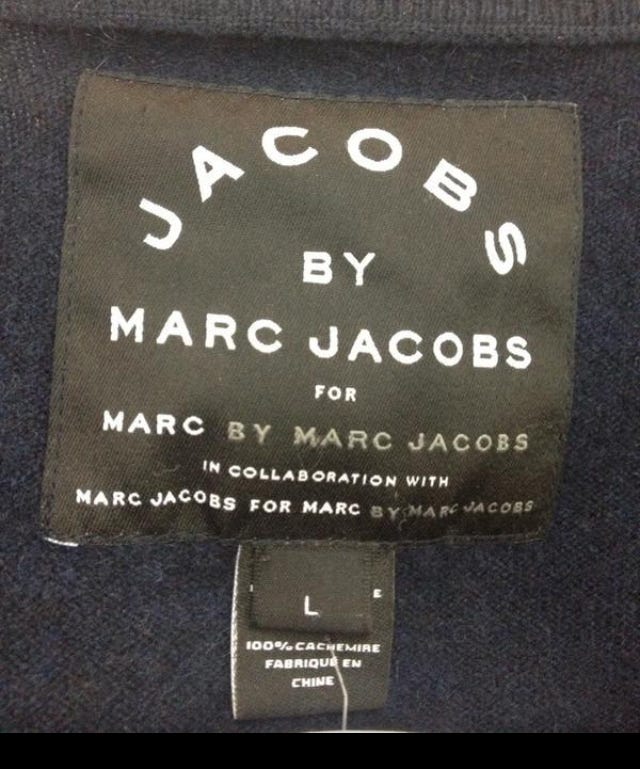 JACOBS
BY
MARC JACOBS
FOR
MARC BY MARC JACOBS
IN COLLABORATION WITH
MARC JACOBS FOR MARC BY MARC JACOBS
L
E
100% CACHEMIRE
FABRIQUE EN
CHINE